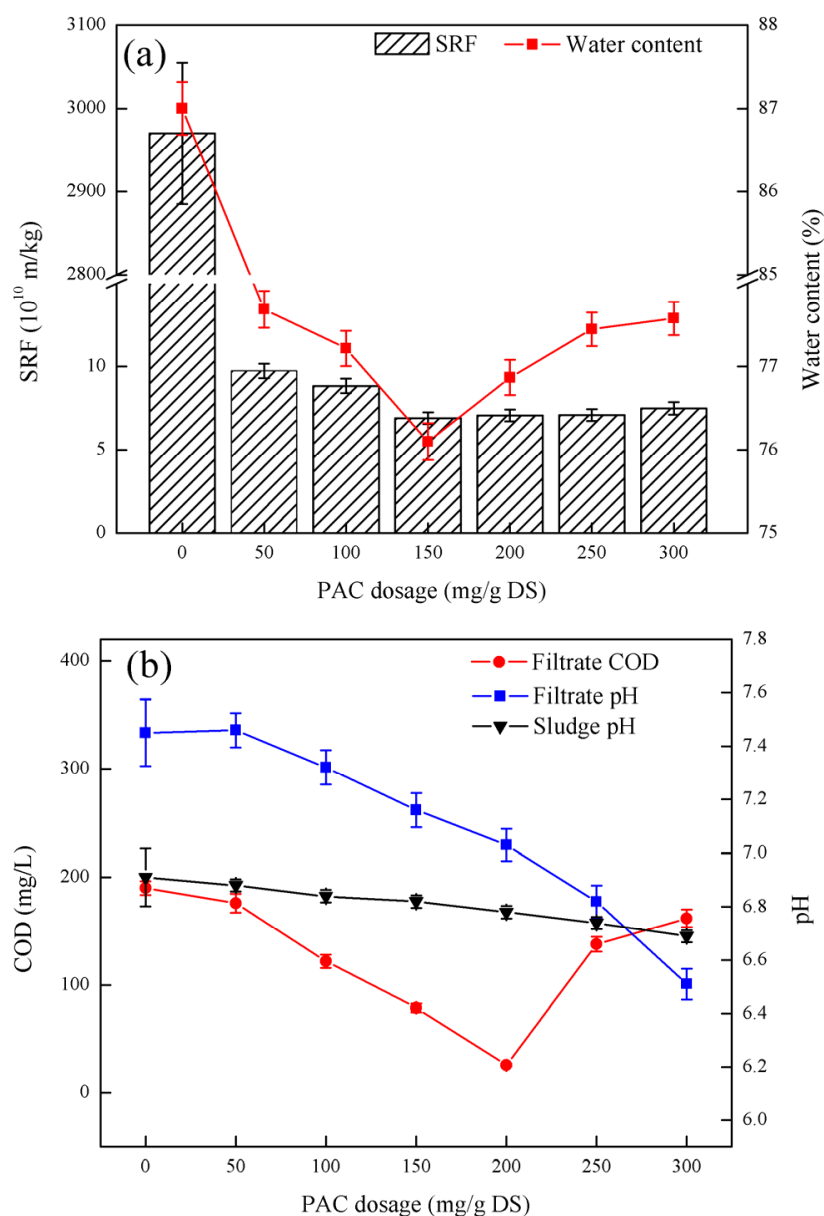 (a)
SRF
Water content
3100
3000
2900
2800
10
5
0
SRF (10¹⁰ m/kg)
88
87
86
85
77
76
75
Water content (%)
0 50 100 150 200 250 300
PAC dosage (mg/g DS)
(b)
Filtrate COD
Filtrate pH
Sludge pH
400
300
200
100
0
COD (mg/L)
7.8
7.6
7.4
7.2
7.0
6.8
6.6
6.4
6.2
6.0
pH
0 50 100 150 200 250 300
PAC dosage (mg/g DS)